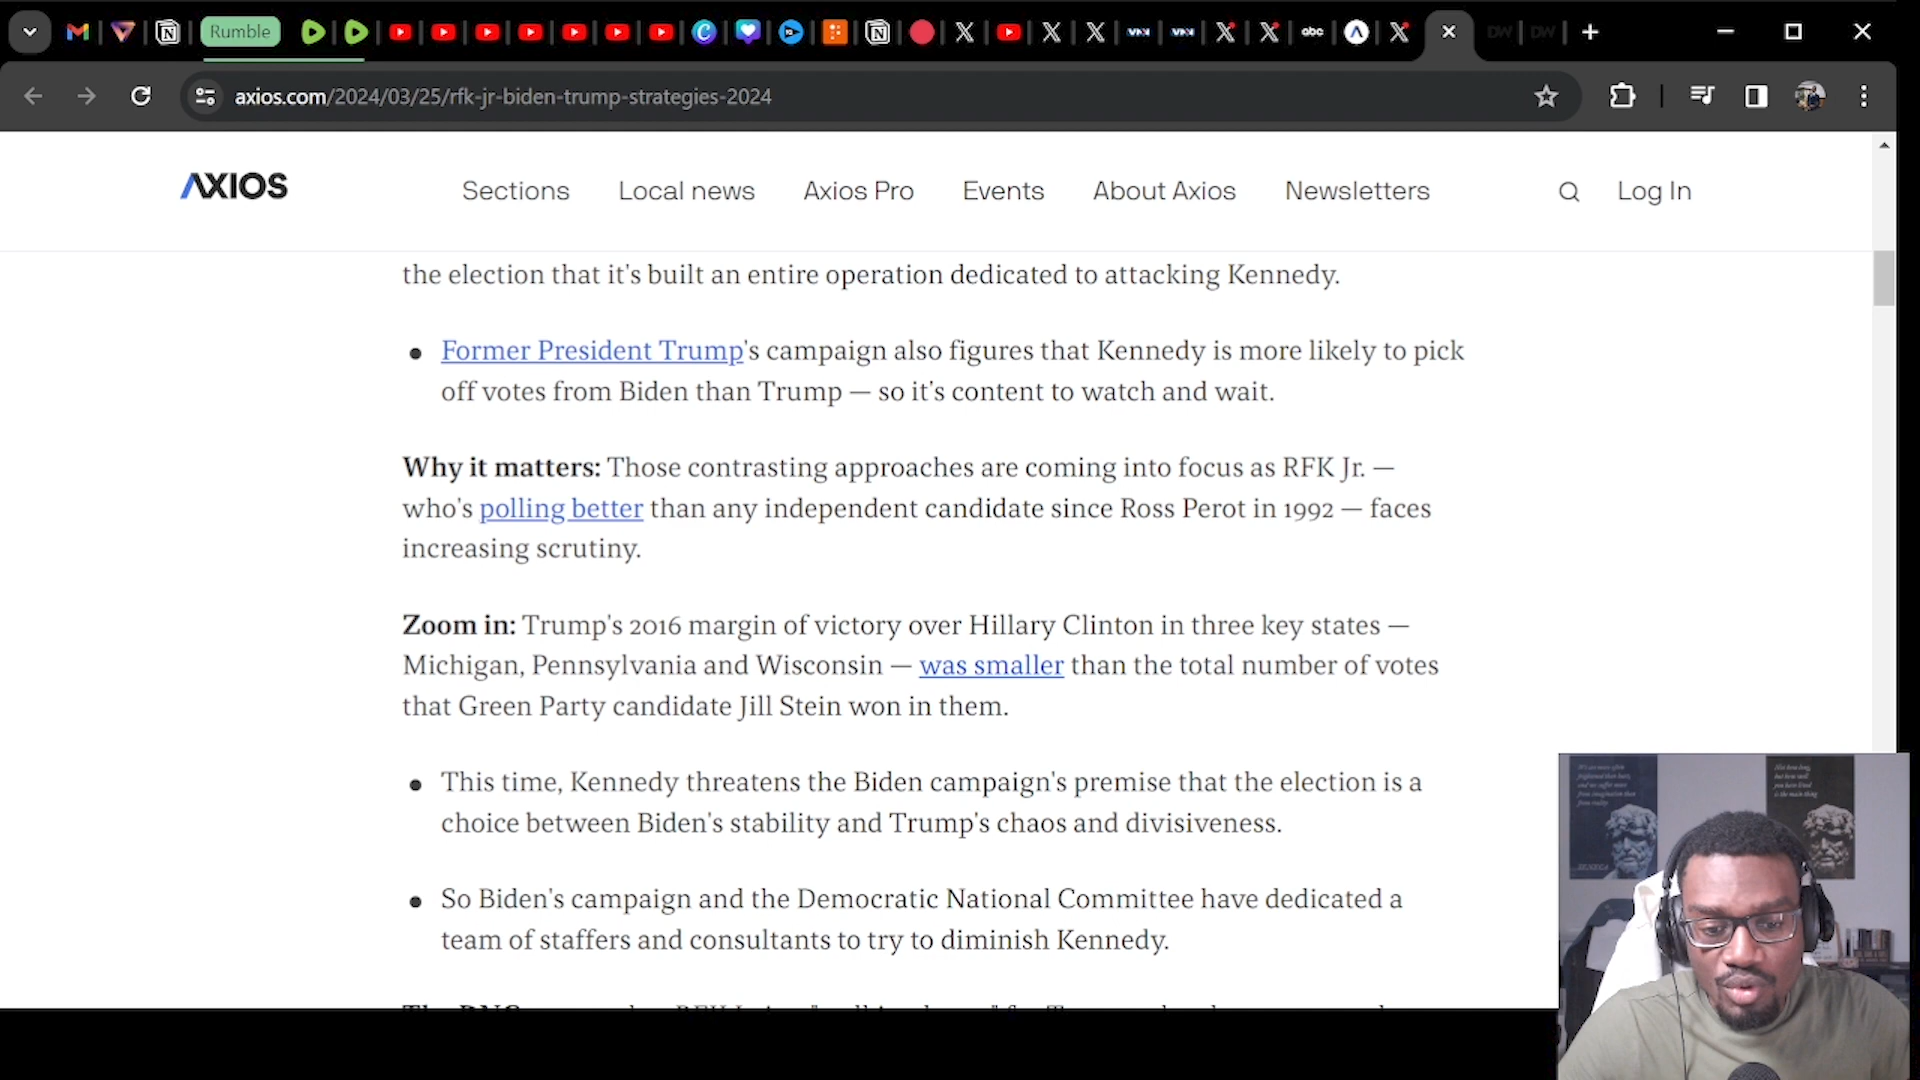 Rumble
abc
DW
DW
axios.com/2024/03/25/rfk-jr-biden-trump-strategies-2024
AXIOS
Sections
Local news
Axios Pro
Events
About Axios
Newsletters
Log In
the election that it's built an entire operation dedicated to attacking Kennedy.
Former President Trump's campaign also figures that Kennedy is more likely to pick
off votes from Biden than Trump — so it's content to watch and wait.
Why it matters: Those contrasting approaches are coming into focus as RFK Jr. —
who's polling better than any independent candidate since Ross Perot in 1992 — faces
increasing scrutiny.
Zoom in: Trump's 2016 margin of victory over Hillary Clinton in three key states —
Michigan, Pennsylvania and Wisconsin — was smaller than the total number of votes
that Green Party candidate Jill Stein won in them.
This time, Kennedy threatens the Biden campaign's premise that the election is a
choice between Biden's stability and Trump's chaos and divisiveness.
So Biden's campaign and the Democratic National Committee have dedicated a
team of staffers and consultants to try to diminish Kennedy.
SENECA